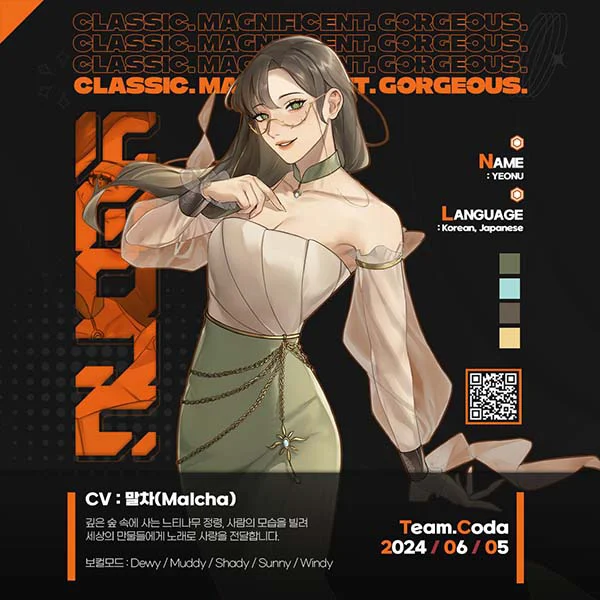 CLASSIC. MAGNIFICENT. GORGEOUS.
CLASSIC. MAGNIFICENT. GORGEOUS.
CLASSIC. MAGNIFICENT. GORGEOUS.
CLASSIC. MA NT. GORGEOUS.
NAME
: YEONU
LANGUAGE
: Korean, Japanese
CV : 말차(Malcha)
깊은 숲 속에 사는 느티나무 정령, 사람의 모습을 빌려
세상의 만물들에게 노래로 사랑을 전달합니다.
보컬모드 : Dewy / Muddy / Shady / Sunny / Windy
Team.Coda
2024 / 06 / 05